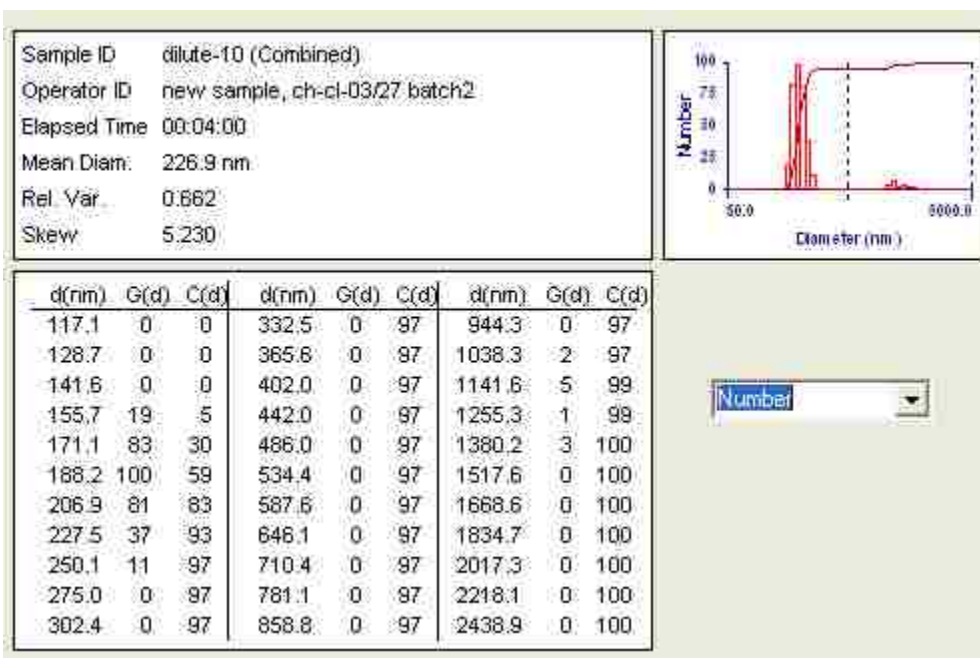 Sample ID dilute-10 (Combined)
Operator ID new sample, ch-cl-03/27 batch2
Elapsed Time 00:04:00
Mean Diam. 226.9 nm
Rel. Var. 0.662
Skew 5.230
100
75
50
25
0
Number
50.0 5000.0
Diameter (nm)
d(nm) G(d) C(d) d(nm) G(d) C(d) d(nm) G(d) C(d)
117.1 0 0 332.5 0 97 944.3 0 97
128.7 0 0 365.6 0 97 1038.3 2 97
141.6 0 0 402.0 0 97 1141.6 5 99
155.7 19 5 442.0 0 97 1255.3 1 99
171.1 83 30 486.0 0 97 1380.2 3 100
188.2 100 59 534.4 0 97 1517.6 0 100
206.9 81 83 587.6 0 97 1668.6 0 100
227.5 37 93 646.1 0 97 1834.7 0 100
250.1 11 97 710.4 0 97 2017.3 0 100
275.0 0 97 781.1 0 97 2218.1 0 100
302.4 0 97 858.8 0 97 2438.9 0 100
Number